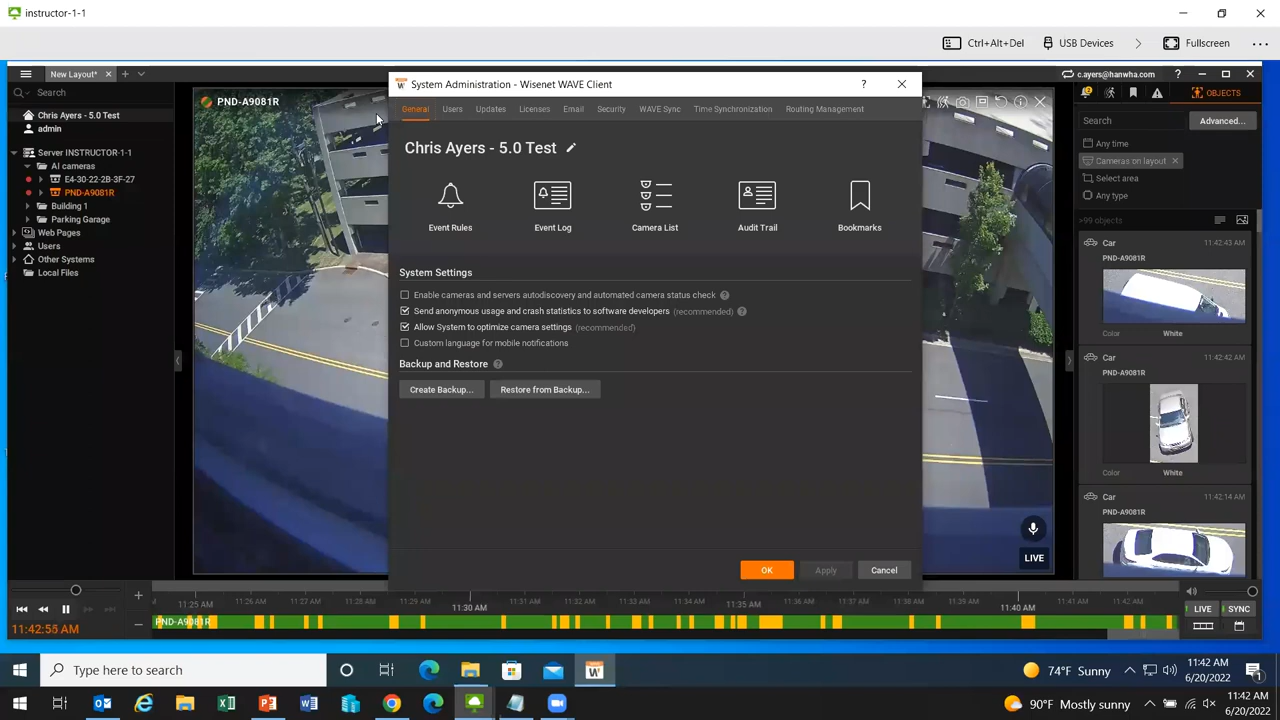 instructor-1-1
Ctrl+Alt+Del
USB Devices
Fullscreen
New Layout*
c.ayers@hanwha.com
Search
Chris Ayers - 5.0 Test
admin
Server INSTRUCTOR-1-1
AI cameras
E4-30-22-2B-3F-27
PND-A9081R
Building 1
Parking Garage
Web Pages
Users
Other Systems
Local Files
PND-A9081R
System Administration - Wisenet WAVE Client
General
Users
Updates
Licenses
Email
Security
WAVE Sync
Time Synchronization
Routing Management
Chris Ayers - 5.0 Test
Event Rules
Event Log
Camera List
Audit Trail
Bookmarks
System Settings
Enable cameras and servers autodiscovery and automated camera status check
Send anonymous usage and crash statistics to software developers (recommended)
Allow System to optimize camera settings (recommended)
Custom language for mobile notifications
Backup and Restore
Create Backup...
Restore from Backup...
OK
Apply
Cancel
OBJECTS
Search
Advanced...
Any time
Cameras on layout
Select area
Any type
>99 objects
Car
11:42:43 AM
PND-A9081R
Color
White
Car
11:42:42 AM
PND-A9081R
Color
White
Car
11:42:14 AM
PND-A9081R
LIVE
11:25 AM
11:26 AM
11:27 AM
11:28 AM
11:29 AM
11:30 AM
11:31 AM
11:32 AM
11:33 AM
11:34 AM
11:35 AM
11:36 AM
11:37 AM
11:38 AM
11:39 AM
11:40 AM
11:41 AM
11:42 AM
PND-A9081R
11:42:55 AM
LIVE
SYNC
Type here to search
74°F Sunny
11:42 AM
6/20/2022
90°F Mostly sunny
11:42 AM
6/20/2022